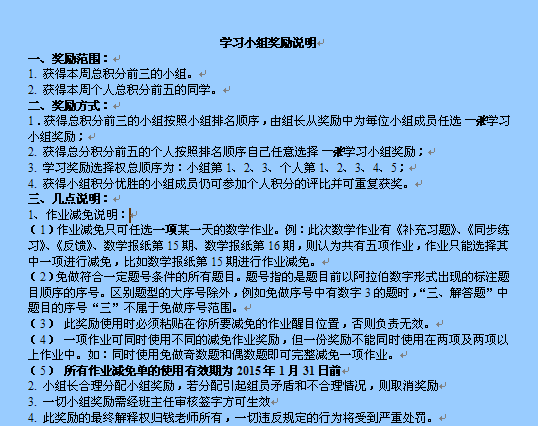 学习小组奖励说明
一、奖励范围：
1. 获得本周总积分前三的小组。
2. 获得本周个人总积分前五的同学。
二、奖励方式：
1．获得总积分前三的小组按照小组排名顺序，由组长从奖励中为每位小组成员任选一张学习
小组奖励；
2. 获得总分积分前五的个人按照排名顺序自己任意选择一张学习小组奖励；
3. 学习奖励选择权总顺序为：小组第 1、2、3、个人第 1、2、3、4、5；
4. 获得小组积分优胜的小组成员仍可参加个人积分的评比并可重复获奖。
三、几点说明：
1、作业减免说明：
（1）作业减免只可任选一项某一天的数学作业。例：此次数学作业有《补充习题》、《同步练
习》、《反馈》、数学报纸第 15 期、数学报纸第 16 期，则认为共有五项作业，作业只能选择其
中一项进行减免，比如数学报纸第 15 期进行作业减免。
（2）免做符合一定题号条件的所有题目。题号指的是题目前以阿拉伯数字形式出现的标注题
目顺序的序号。区别题型的大序号除外，例如免做序号中有数字 3 的题时，“三、解答题”中
题目的序号“三”不属于免做序号范围。
（3） 此奖励使用时必须粘贴在你所要减免的作业醒目位置，否则负责无效。
（4） 一项作业可同时使用不同的减免作业奖励，但一份奖励不能同时使用在两项及两项以
上作业中。如：同时使用免做奇数题和偶数题即可完整减免一项作业。
（5） 所有作业减免单的使用有效期为 2015 年 1 月 31 日前
2. 小组长合理分配小组奖励，若分配引起组员矛盾和不合理情况，则取消奖励
3. 一切小组奖励需经班主任审核签字方可生效
4. 此奖励的最终解释权归钱老师所有，一切违反规定的行为将受到严重处罚。